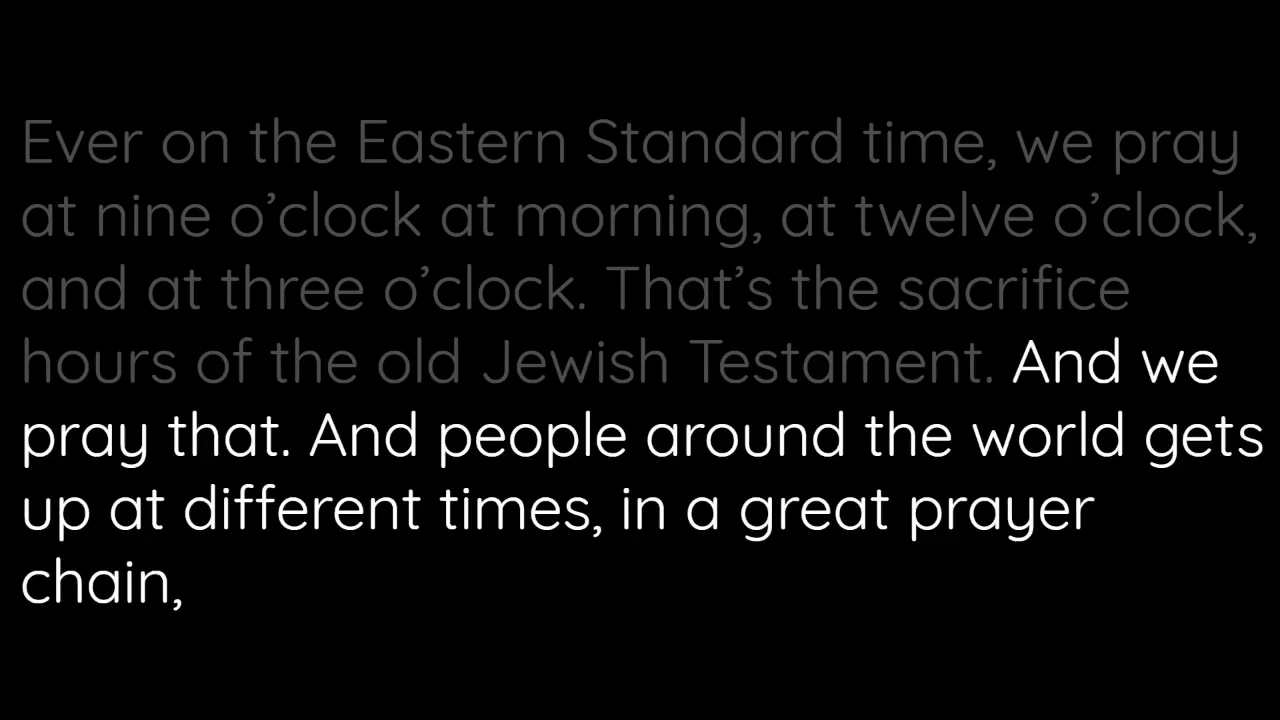 Ever on the Eastern Standard time, we pray
at nine o’clock at morning, at twelve o’clock,
and at three o’clock. That’s the sacrifice
hours of the old Jewish Testament. And we
pray that. And people around the world gets
up at different times, in a great prayer
chain,